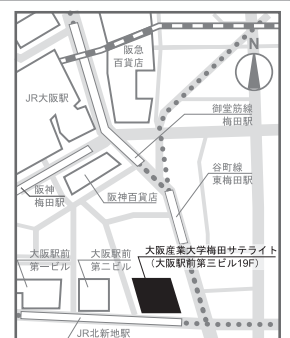 阪急
百貨店
N
JR大阪駅
御堂筋線
梅田駅
谷町線
東梅田駅
阪神
梅田駅
阪神百貨店
大阪駅前
第一ビル
大阪駅前
第二ビル
大阪産業大学梅田サテライト
(大阪駅前第三ビル19F)
JR北新地駅